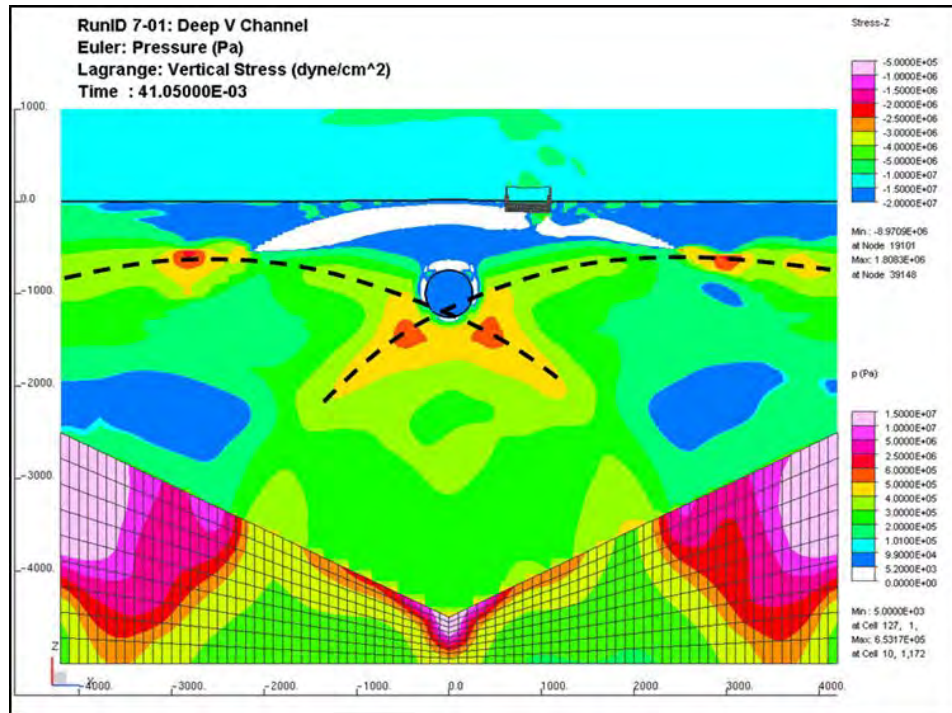 RunID 7-01: Deep V Channel
Euler: Pressure (Pa)
Lagrange: Vertical Stress (dyne/cm^2)
Time : 41.05000E-03
Stress-Z
-5.0000E+05
-1.0000E+06
-1.5000E+06
-2.0000E+06
-2.5000E+06
-3.0000E+06
-4.0000E+06
-5.0000E+06
-1.0000E+07
-1.5000E+07
-2.0000E+07
Min : -8.9709E+06
at Node 19101
Max: 1.8083E+06
at Node 39148
p (Pa)
1.5000E+07
1.0000E+07
5.0000E+06
2.5000E+06
6.0000E+05
5.0000E+05
4.0000E+05
3.0000E+05
2.0000E+05
1.0100E+05
9.9000E+04
5.2000E+03
0.0000E+00
Min : 5.0000E+03
at Cell 127, 1,
Max: 6.5317E+05
at Cell 10, 1,172
1000.
0.0
-1000.
-2000.
-3000.
-4000.
Z
X
-4000.
-3000.
-2000.
-1000.
0.0
1000.
2000.
3000.
4000.